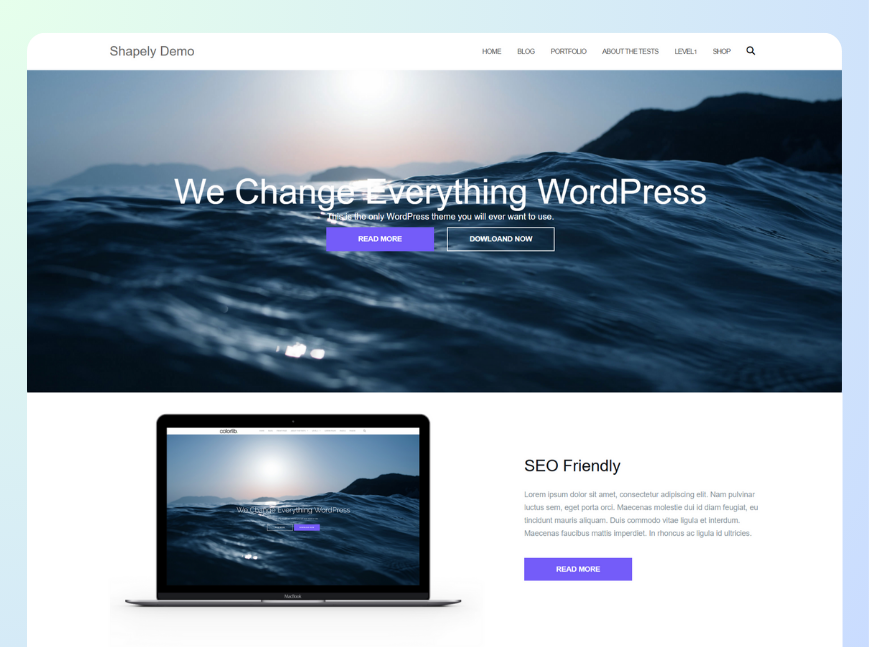 Shapely Demo
HOME BLOG PORTFOLIO ABOUT THE TESTS LEVEL1 SHOP
We Change Everything WordPress
This is the only WordPress theme you will ever want to use.
READ MORE DOWLOAND NOW
colorlib.
We Change Everything WordPress
MacBook
SEO Friendly
Lorem ipsum dolor sit amet, consectetur adipiscing elit. Nam pulvinar
luctus sem, eget porta orci. Maecenas molestie dui id diam feugiat, eu
tincidunt mauris aliquam. Duis commodo vitae ligula et interdum.
Maecenas faucibus mattis imperdiet. In rhoncus ac ligula id ultricies.
READ MORE